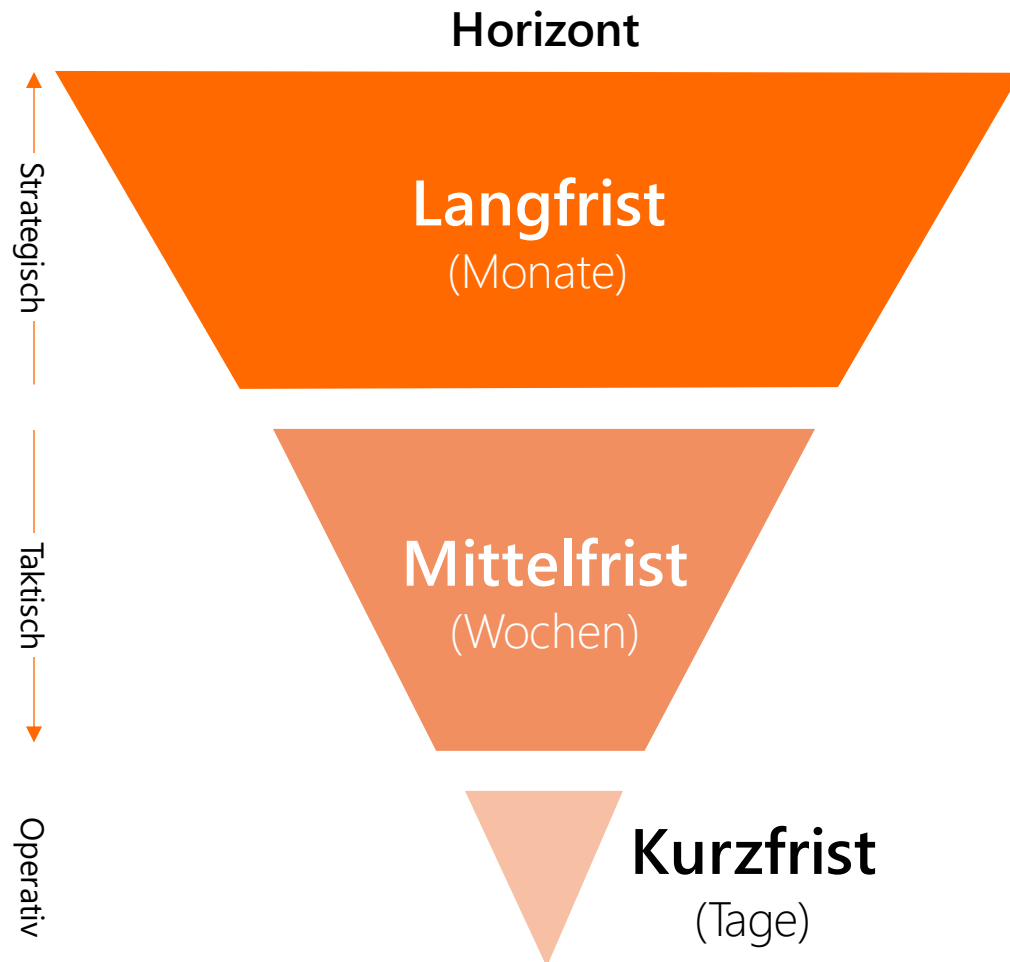 Horizont
Strategisch
Langfrist
(Monate)
Taktisch
Mittelfrist
(Wochen)
Operativ
Kurzfrist
(Tage)